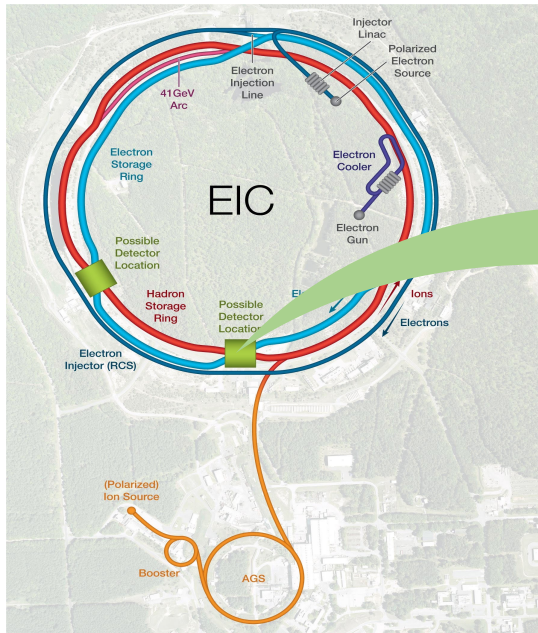 Injector
Linac
Polarized
Electron
Source
Electron
Injection
Line
41GeV
Arc
Electron
Storage
Ring
Electron
Cooler
EIC
Electron
Gun
Possible
Detector
Location
Hadron
Storage
Ring
Possible
Detector
Location
Ions
Electrons
Electron
Injector (RCS)
(Polarized)
Ion Source
Booster
AGS